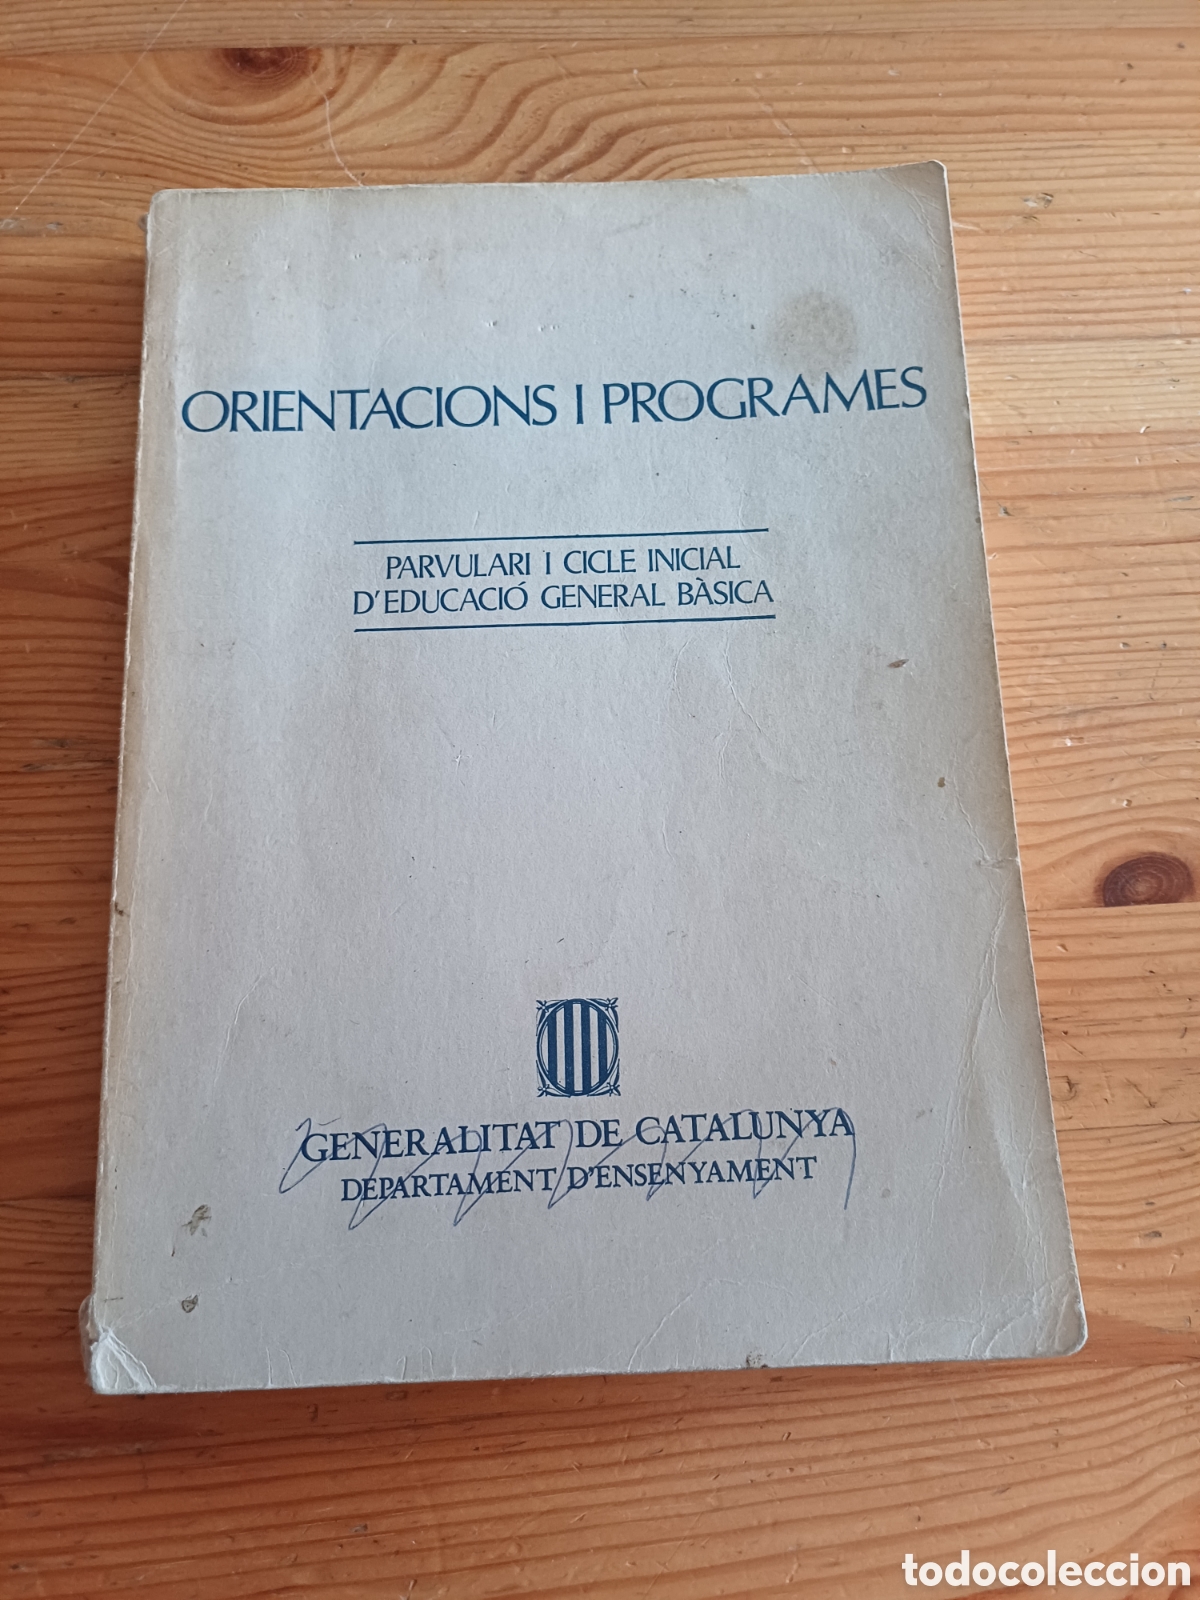 ORIENTACIONS I PROGRAMES
PARVULARI I CICLE INICIAL
D'EDUCACIÓ GENERAL BÀSICA
GENERALITAT DE CATALUNYA
DEPARTAMENT D'ENSENYAMENT
todocoleccion